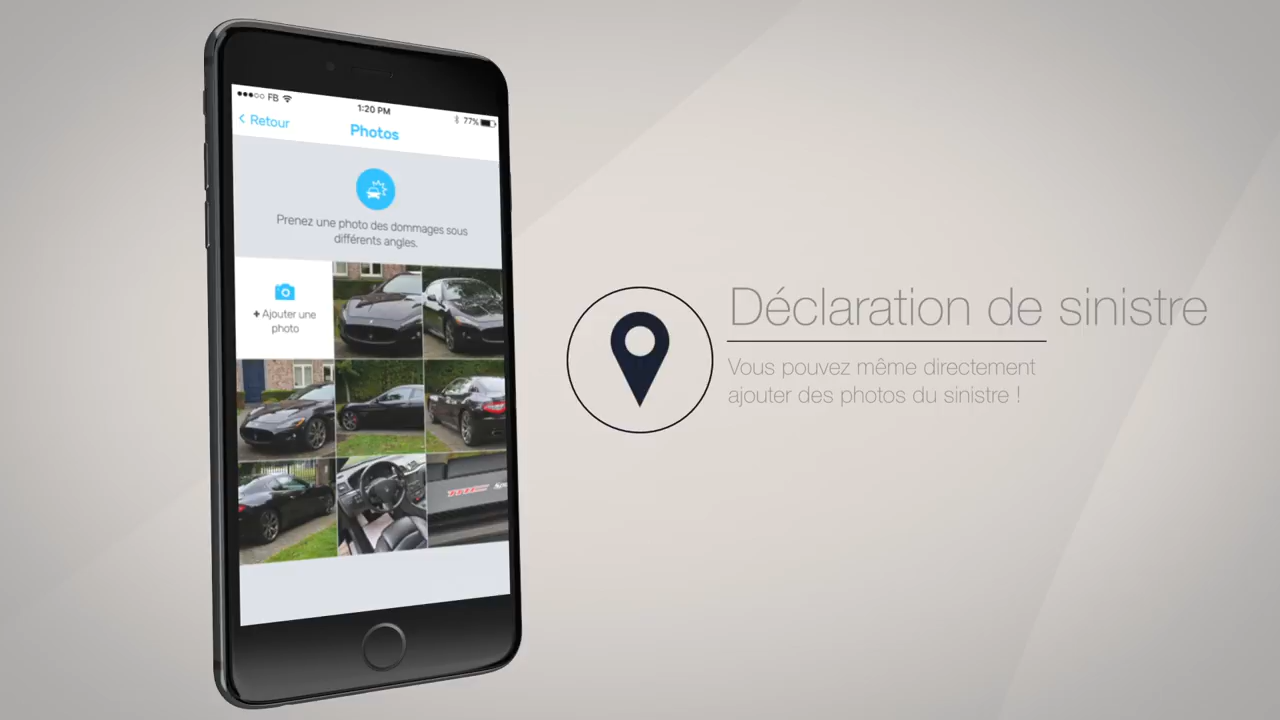 FB
1:20 PM
77%
Retour
Photos
Prenez une photo des dommages sous
différents angles.
+ Ajouter une
photo
Déclaration de sinistre
Vous pouvez même directement
ajouter des photos du sinistre !